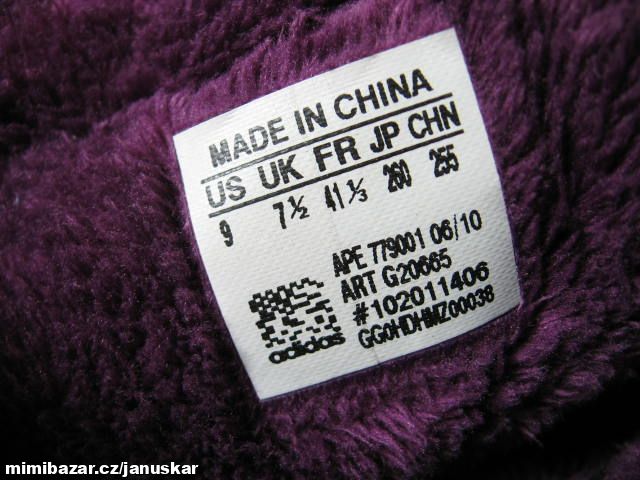 MADE IN CHINA
US UK FR JP CHN
9 7½ 41⅓ 260 255
APE 779001 06/10
ART G20665
#102011406
GG0HDHMZ00038
adidas
mimibazar.cz/januskar